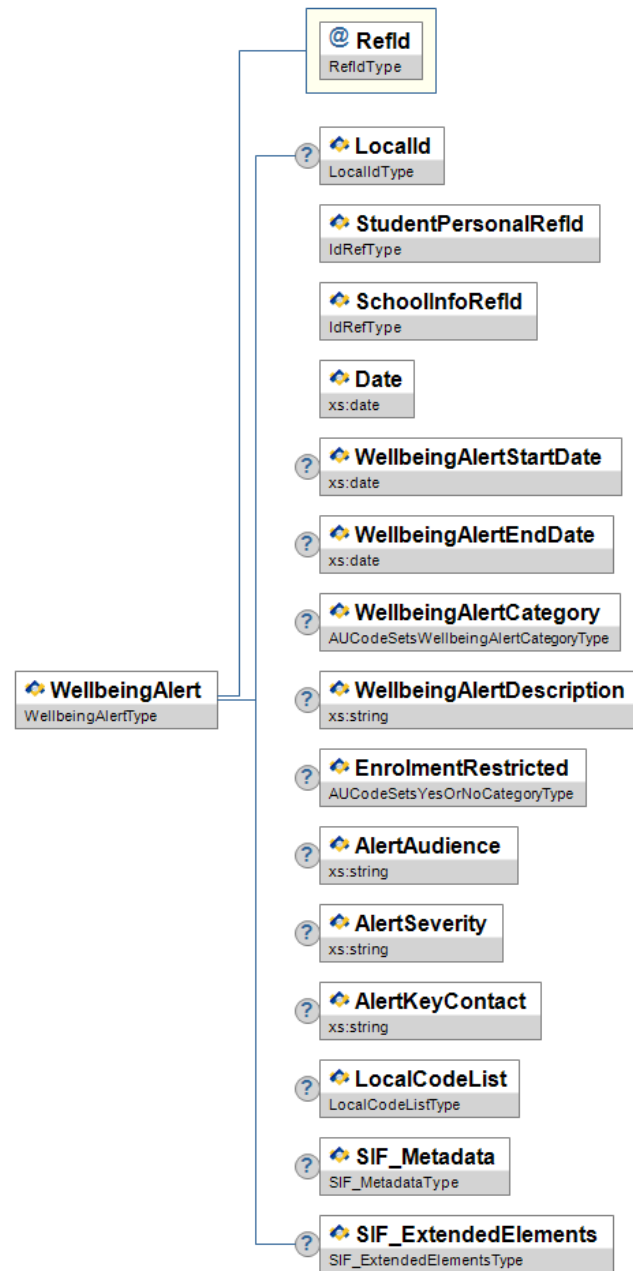 @ RefId
RefIdType
? LocalId
LocalIdType
StudentPersonalRefId
IdRefType
SchoolInfoRefId
IdRefType
Date
xs:date
? WellbeingAlertStartDate
xs:date
? WellbeingAlertEndDate
xs:date
? WellbeingAlertCategory
AUCodeSetsWellbeingAlertCategoryType
WellbeingAlert
WellbeingAlertType
? WellbeingAlertDescription
xs:string
? EnrolmentRestricted
AUCodeSetsYesOrNoCategoryType
? AlertAudience
xs:string
? AlertSeverity
xs:string
? AlertKeyContact
xs:string
? LocalCodeList
LocalCodeListType
? SIF_Metadata
SIF_MetadataType
? SIF_ExtendedElements
SIF_ExtendedElementsType